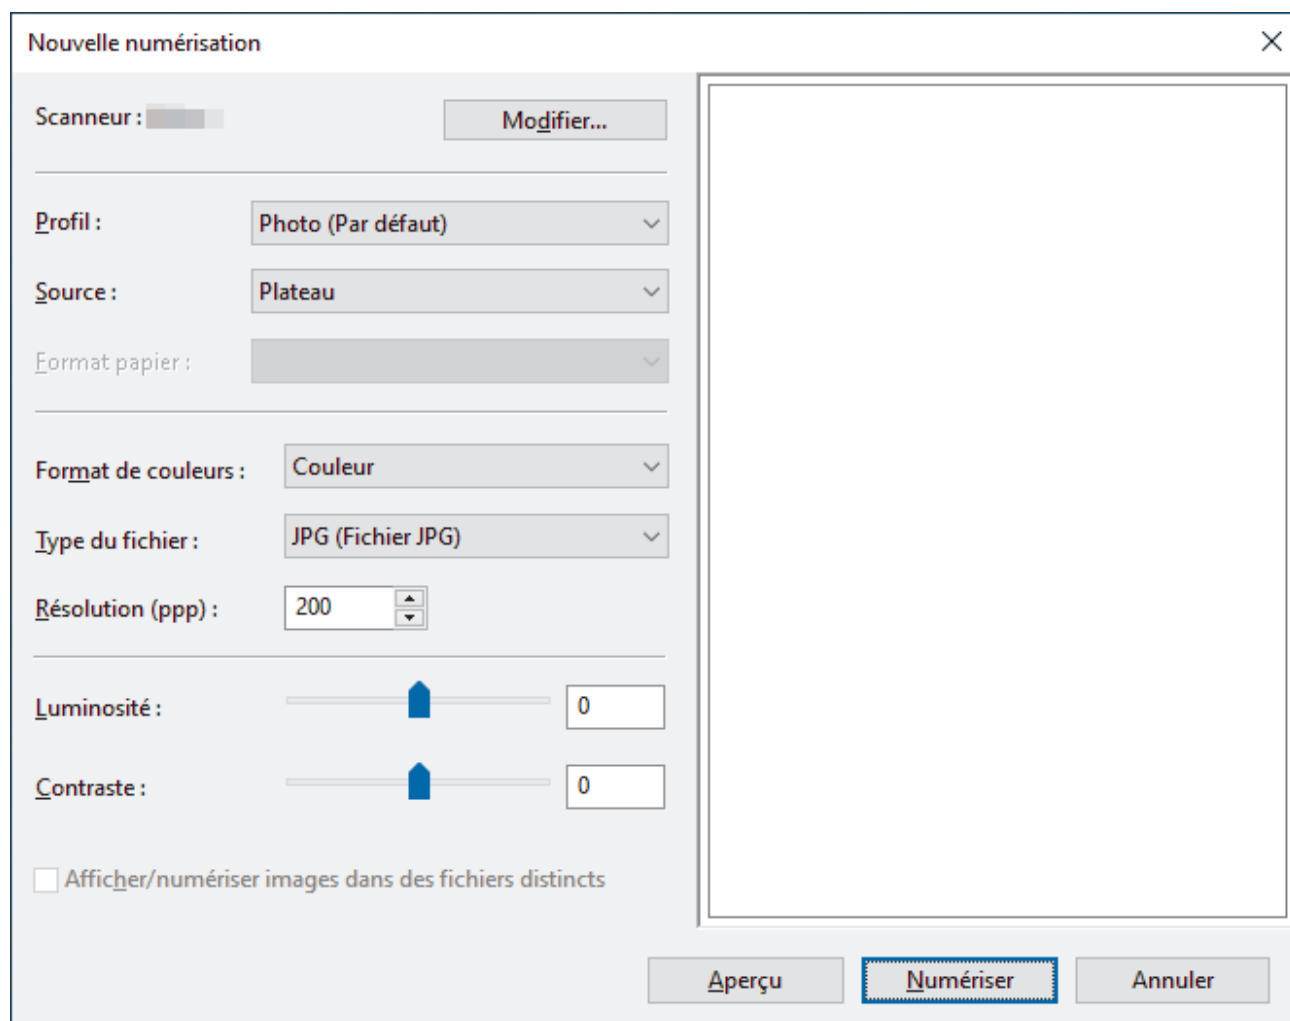 Nouvelle numérisation
Scanneur :
Modifier...
Profil :
Photo (Par défaut)
Source :
Plateau
Format papier :
Format de couleurs :
Couleur
Type du fichier :
JPG (Fichier JPG)
Résolution (ppp) :
200
Luminosité :
0
Contraste :
0
Afficher/numériser images dans des fichiers distincts
Aperçu
Numériser
Annuler